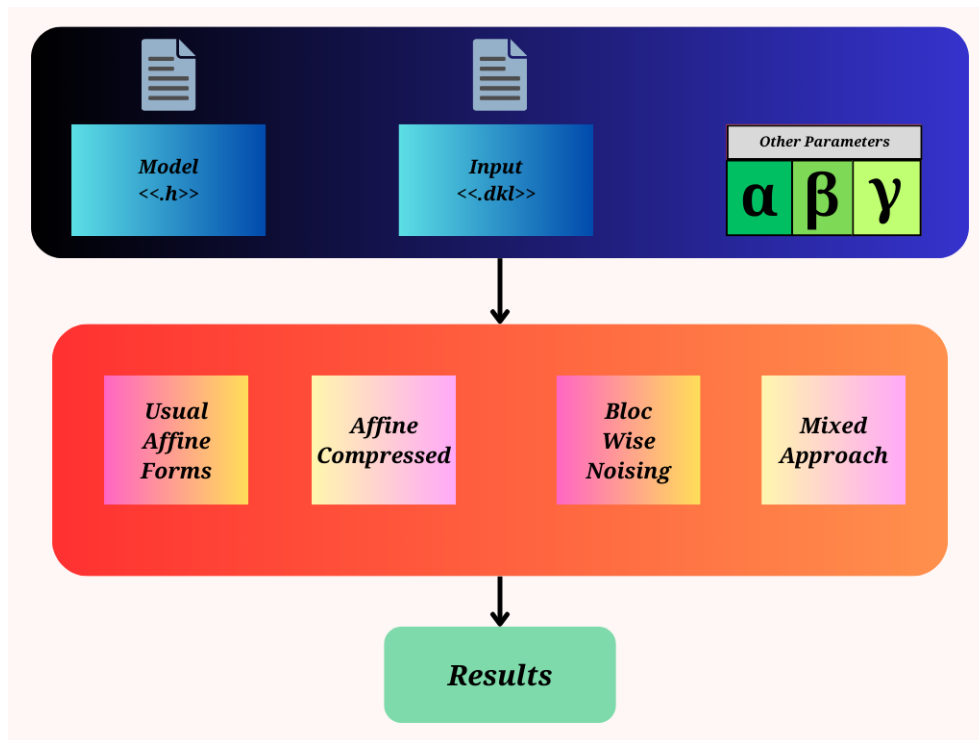 Model
<<.h>>
Input
<<.dkl>>
Other Parameters
α β γ
Usual
Affine
Forms
Affine
Compressed
Bloc
Wise
Noising
Mixed
Approach
Results